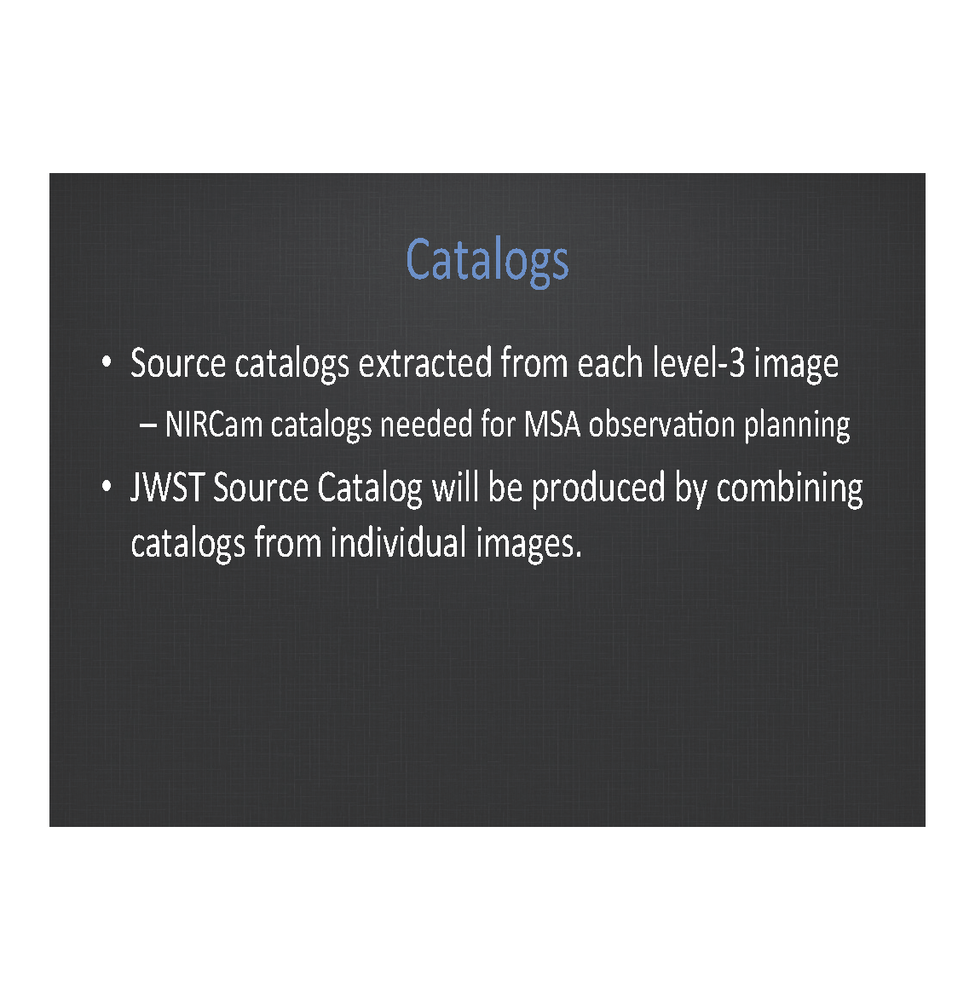 Catalogs
• Source catalogs extracted from each level-3 image
– NIRCam catalogs needed for MSA observation planning
• JWST Source Catalog will be produced by combining
catalogs from individual images.